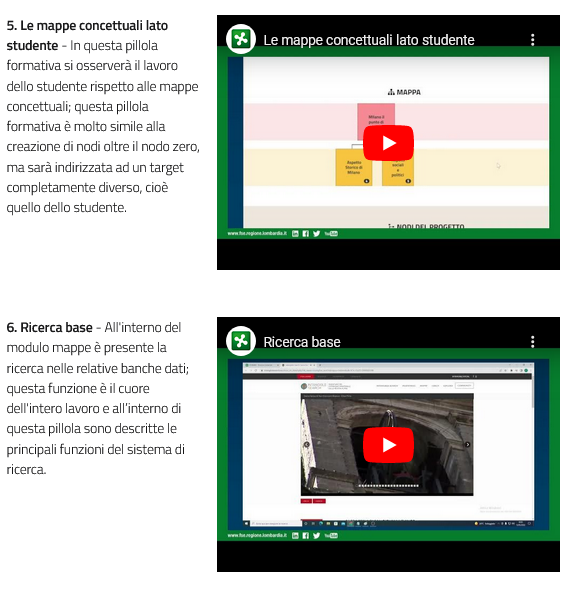 5. Le mappe concettuali lato
studente - In questa pillola
formativa si osserverà il lavoro
dello studente rispetto alle mappe
concettuali; questa pillola
formativa è molto simile alla
creazione di nodi oltre il nodo zero,
ma sarà indirizzata ad un target
completamente diverso, cioè
quello dello studente.
Le mappe concettuali lato studente
MAPPA
Milano il
punto di
Aspetto
Storico di
Milano
sociali
e
politici
NODI DEL PROGETTO
www.fse.regione.lombardia.it
YouTube
6. Ricerca base - All'interno del
modulo mappe è presente la
ricerca nelle relative banche dati;
questa funzione è il cuore
dell'intero lavoro e all'interno di
questa pillola sono descritte le
principali funzioni del sistema di
ricerca.
Ricerca base
www.fse.regione.lombardia.it
YouTube